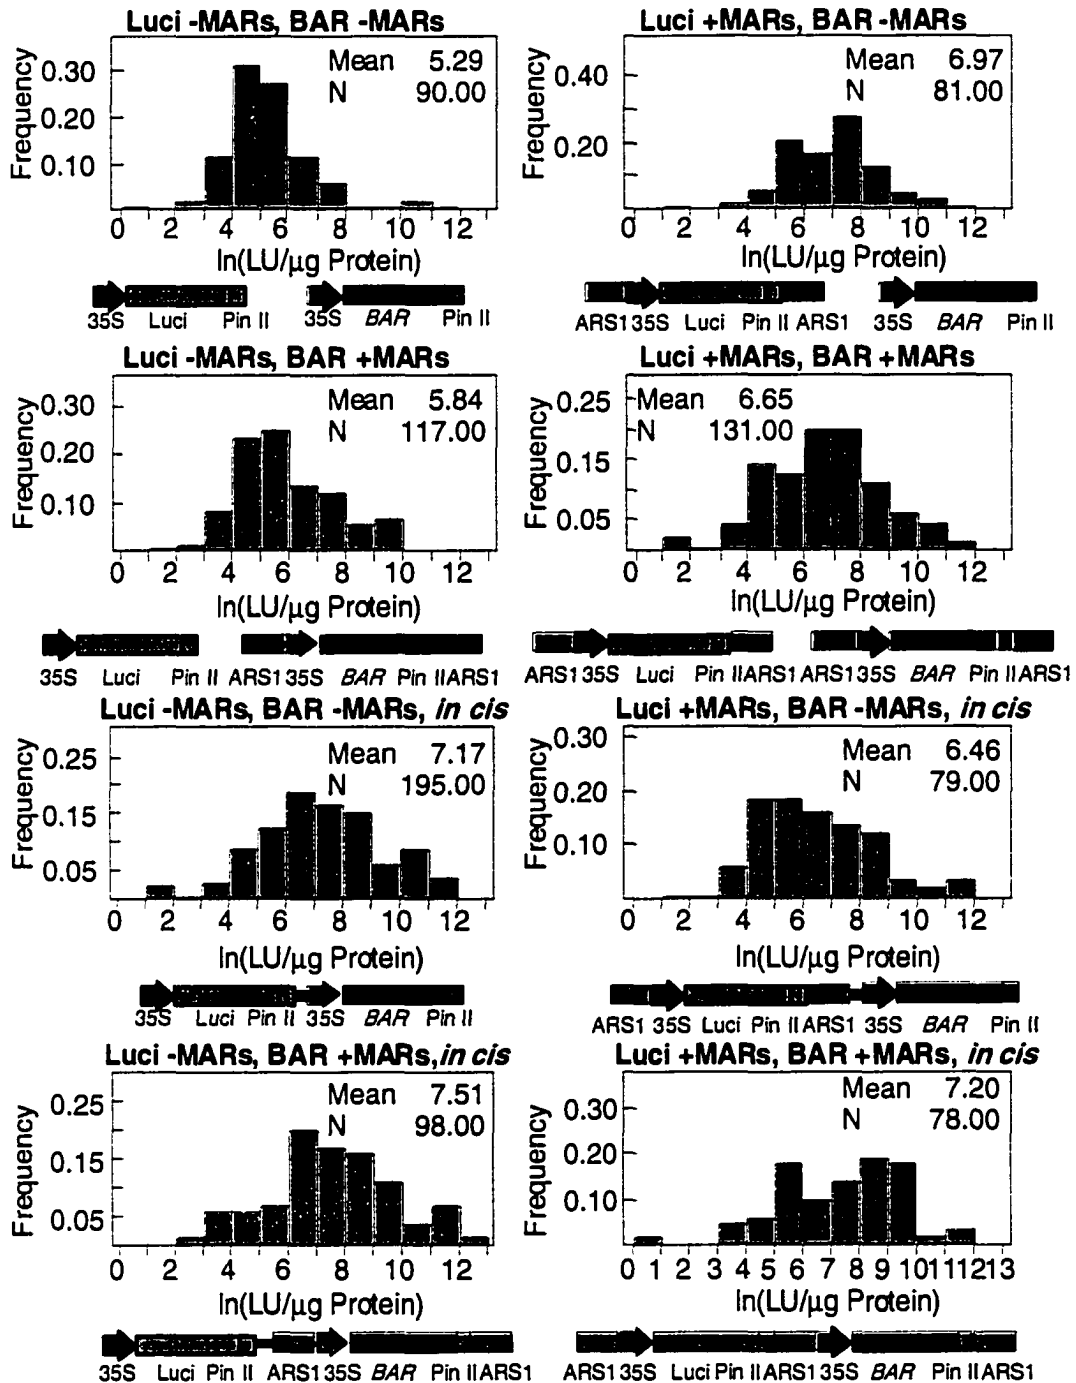 Luci -MARs, BAR -MARs
Mean 5.29
N 90.00
Frequency
0.30
0.20
0.10
0 2 4 6 8 10 12
ln(LU/µg Protein)
35S Luci Pin II 35S BAR Pin II
Luci +MARs, BAR -MARs
Mean 6.97
N 81.00
Frequency
0.40
0.20
0 2 4 6 8 10 12
ln(LU/µg Protein)
ARS1 35S Luci Pin II ARS1 35S BAR Pin II
Luci -MARs, BAR +MARs
Mean 5.84
N 117.00
Frequency
0.30
0.20
0.10
0 2 4 6 8 10 12
ln(LU/µg Protein)
35S Luci Pin II ARS1 35S BAR Pin II ARS1
Luci +MARs, BAR +MARs
Mean 6.65
N 131.00
Frequency
0.25
0.15
0.05
0 2 4 6 8 10 12
ln(LU/µg Protein)
ARS1 35S Luci Pin II ARS1 ARS1 35S BAR Pin II ARS1
Luci -MARs, BAR -MARs, in cis
Mean 7.17
N 195.00
Frequency
0.25
0.15
0.05
0 2 4 6 8 10 12
ln(LU/µg Protein)
35S Luci Pin II 35S BAR Pin II
Luci +MARs, BAR -MARs, in cis
Mean 6.46
N 79.00
Frequency
0.30
0.20
0.10
0 2 4 6 8 10 12
ln(LU/µg Protein)
ARS1 35S Luci Pin II ARS1 35S BAR Pin II
Luci -MARs, BAR +MARs, in cis
Mean 7.51
N 98.00
Frequency
0.25
0.15
0.05
0 2 4 6 8 10 12
ln(LU/µg Protein)
35S Luci Pin II ARS1 35S BAR Pin II ARS1
Luci +MARs, BAR +MARs, in cis
Mean 7.20
N 78.00
Frequency
0.30
0.20
0.10
0 1 2 3 4 5 6 7 8 9 10 11 12 13
ln(LU/µg Protein)
ARS1 35S Luci Pin II ARS1 35S BAR Pin II ARS1